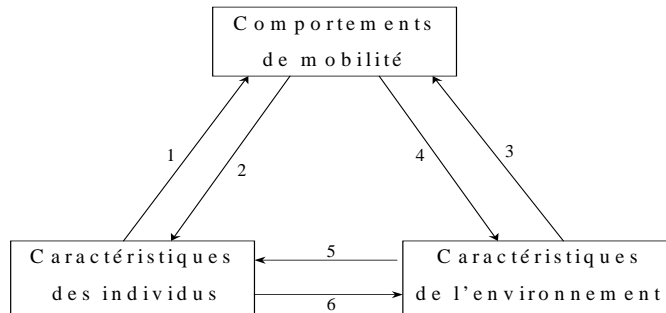 Comportements
de mobilité
1
2
4
3
Caractéristiques
des individus
5
6
Caractéristiques
de l'environnement